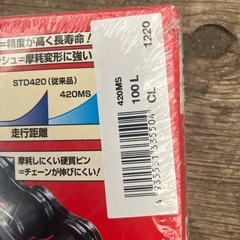 =精度が高く長寿命!
シュ=摩耗変形に強い
STD420(従来品)
420MS
走行距離
摩耗しにくい硬質ピン
=チェーンが伸びにくい!
420MS
100L
CL
1220